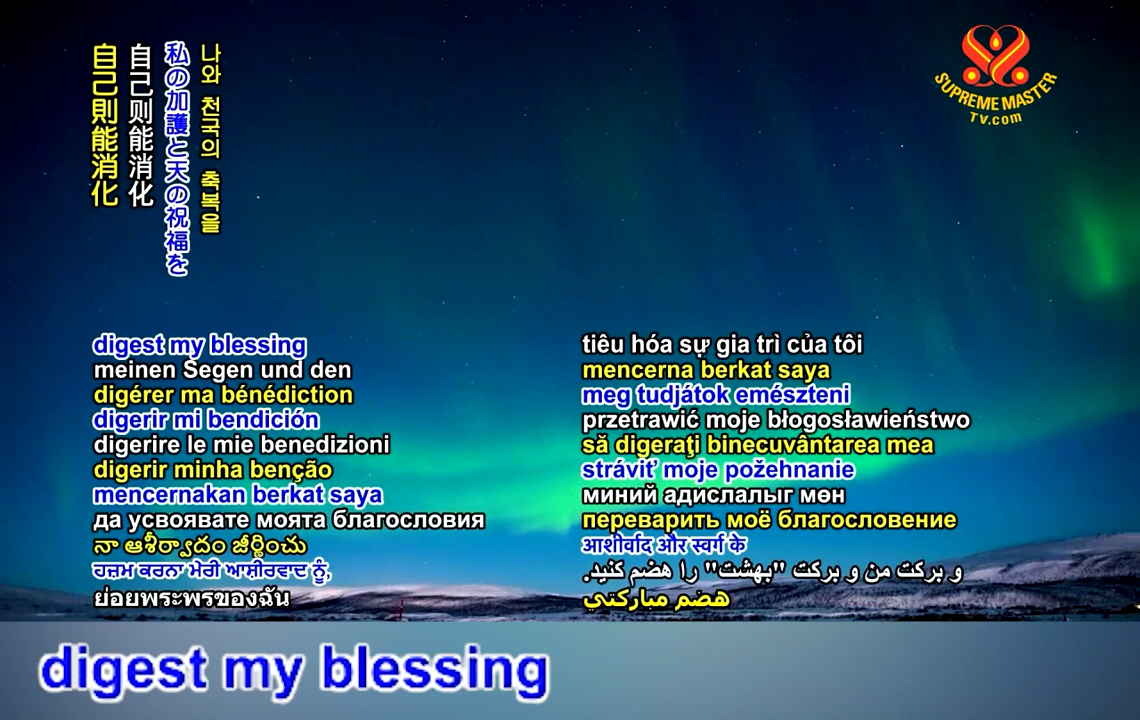 自己則能消化
自己则能消化
私の加護と天の祝福を
나와 천국의 축복을
SUPREME MASTER
TV.com
digest my blessing
meinen Segen und den
digérer ma bénédiction
digerir mi bendición
digerire le mie benedizioni
digerir minha benção
mencernakan berkat saya
да усвоявате моята благословия
నా ఆశీర్వాదం జీర్ణించు
ਹਜ਼ਮ ਕਰਨਾ ਮੇਰੀ ਆਸ਼ੀਰਵਾਦ ਨੂੰ,
ย่อยพระพรของฉัน
tiêu hóa sự gia trì của tôi
mencerna berkat saya
meg tudjátok emészteni
przetrawić moje błogosławieństwo
să digeraţi binecuvântarea mea
stráviť moje požehnanie
миний адислалыг мөн
переварить моё благословение
आशीर्वाद और स्वर्ग के
و برکت من و برکت "بهشت" را هضم کنید.
هضم مباركتي
digest my blessing